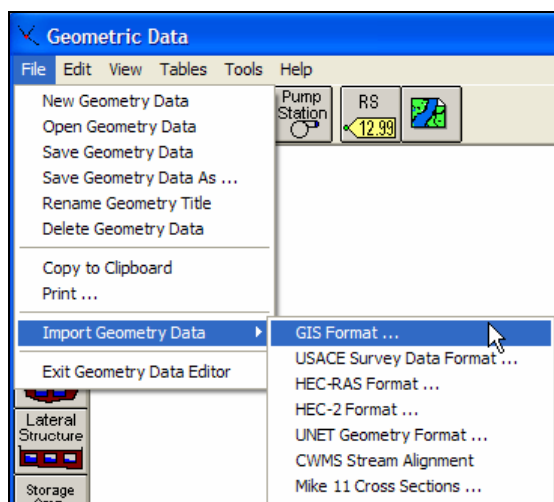 Geometric Data
File Edit View Tables Tools Help
New Geometry Data
Open Geometry Data
Save Geometry Data
Save Geometry Data As ...
Rename Geometry Title
Delete Geometry Data
Copy to Clipboard
Print ...
Import Geometry Data
Exit Geometry Data Editor
Pump
Station
RS
12.99
GIS Format ...
USACE Survey Data Format ...
HEC-RAS Format ...
HEC-2 Format ...
UNET Geometry Format ...
CWMS Stream Alignment
Mike 11 Cross Sections ...
Lateral
Structure
Storage